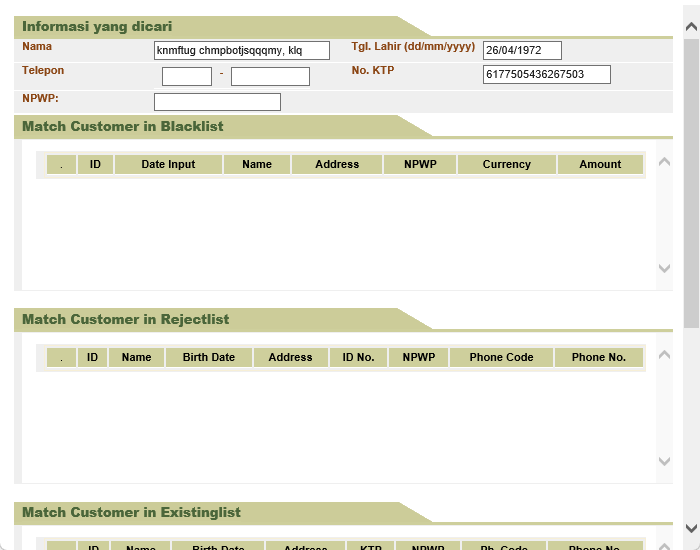 Informasi yang dicari
Nama knmftug chmpbotjsqqqmy, klq Tgl. Lahir (dd/mm/yyyy) 26/04/1972
Telepon - No. KTP 6177505436267503
NPWP:
Match Customer in Blacklist
. ID Date Input Name Address NPWP Currency Amount
Match Customer in Rejectlist
. ID Name Birth Date Address ID No. NPWP Phone Code Phone No.
Match Customer in Existinglist
ID Name Birth Date Address KTP NPWP Ph. Code Phone No.